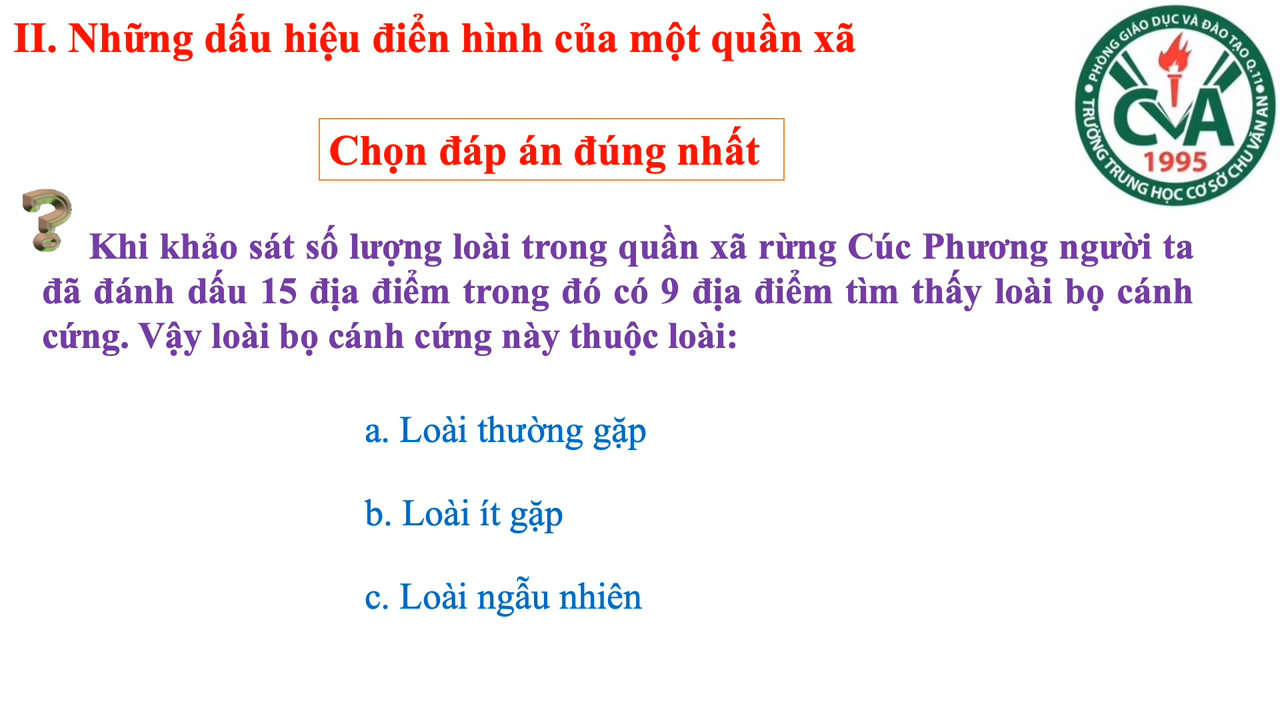 II. Những dấu hiệu điển hình của một quần xã
PHÒNG GIÁO DỤC VÀ ĐÀO TẠO Q.11
TRƯỜNG TRUNG HỌC CƠ SỞ CHU VĂN AN
CVA
1995
Chọn đáp án đúng nhất
Khi khảo sát số lượng loài trong quần xã rừng Cúc Phương người ta
đã đánh dấu 15 địa điểm trong đó có 9 địa điểm tìm thấy loài bọ cánh
cứng. Vậy loài bọ cánh cứng này thuộc loài:
a. Loài thường gặp
b. Loài ít gặp
c. Loài ngẫu nhiên